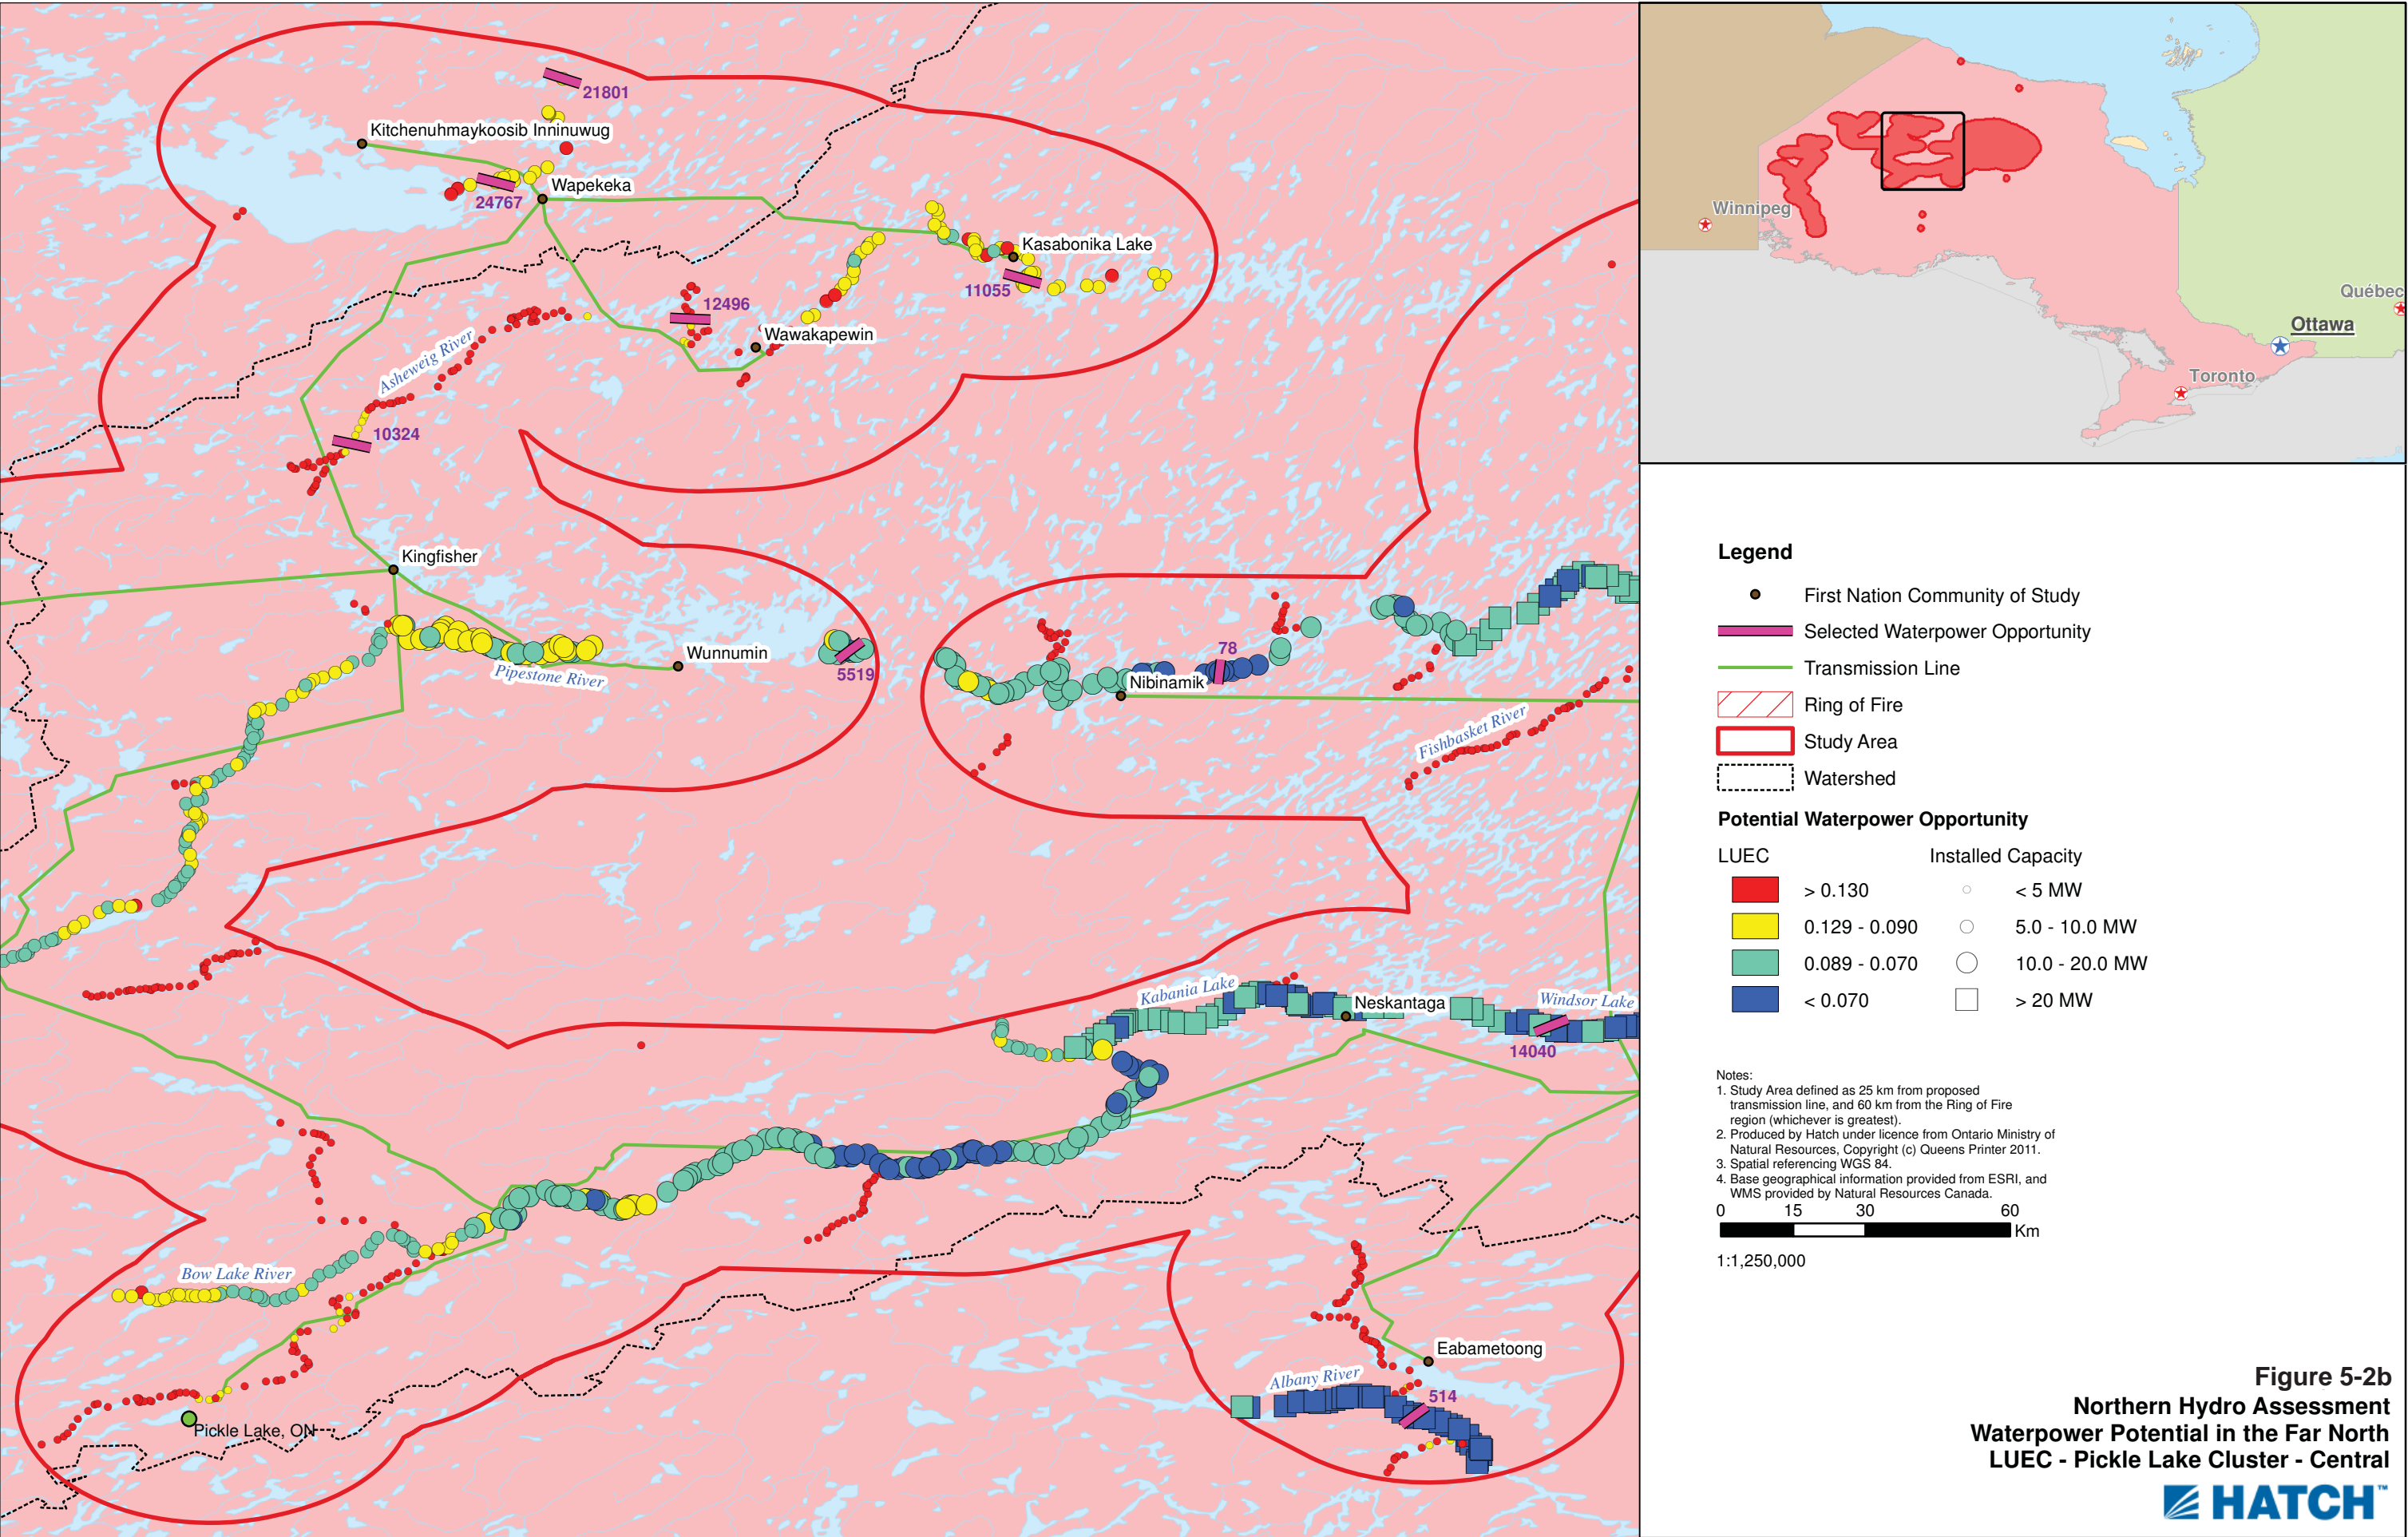 21801
Kitchenuhmaykoosib Inninuwug
Wapekeka
24767
Kasabonika Lake
11055
12496
Wawakapewin
Asheweig River
10324
Kingfisher
Wunnumin
Pipestone River
5519
78
Nibinamik
Fishbasket River
Kabania Lake
Neskantaga
Windsor Lake
14040
Bow Lake River
Eabametoong
Albany River
514
Pickle Lake, ON
Winnipeg
Québec
Ottawa
Toronto
Legend
First Nation Community of Study
Selected Waterpower Opportunity
Transmission Line
Ring of Fire
Study Area
Watershed
Potential Waterpower Opportunity
LUEC Installed Capacity
> 0.130 < 5 MW
0.129 - 0.090 5.0 - 10.0 MW
0.089 - 0.070 10.0 - 20.0 MW
< 0.070 > 20 MW
Notes:
1. Study Area defined as 25 km from proposed
transmission line, and 60 km from the Ring of Fire
region (whichever is greatest).
2. Produced by Hatch under licence from Ontario Ministry of
Natural Resources, Copyright (c) Queens Printer 2011.
3. Spatial referencing WGS 84.
4. Base geographical information provided from ESRI, and
WMS provided by Natural Resources Canada.
0 15 30 60
Km
1:1,250,000
Figure 5-2b
Northern Hydro Assessment
Waterpower Potential in the Far North
LUEC - Pickle Lake Cluster - Central
HATCH™